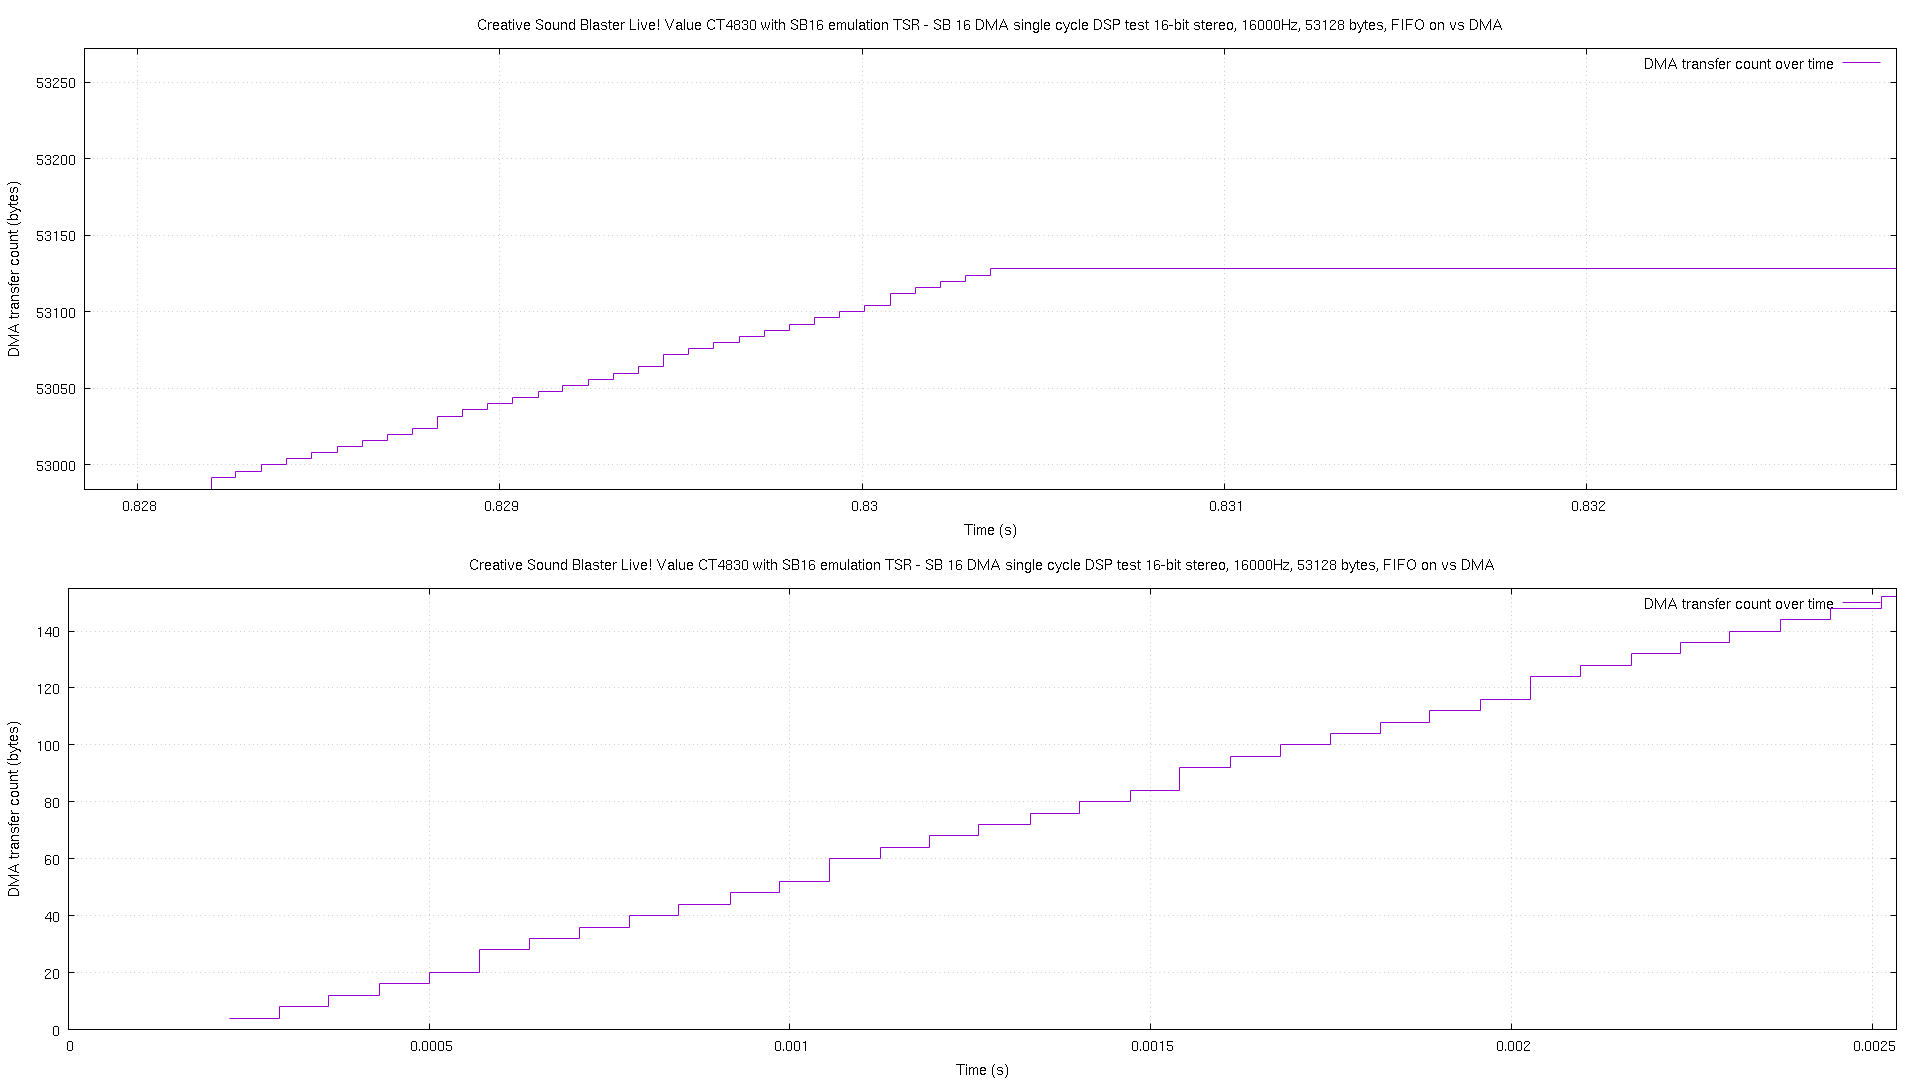 Creative Sound Blaster Live! Value CT4830 with SB16 emulation TSR - SB 16 DMA single cycle DSP test 16-bit stereo, 16000Hz, 53128 bytes, FIFO on vs DMA
DMA transfer count over time
DMA transfer count (bytes)
53250
53200
53150
53100
53050
53000
0.828 0.829 0.83 0.831 0.832
Time (s)
Creative Sound Blaster Live! Value CT4830 with SB16 emulation TSR - SB 16 DMA single cycle DSP test 16-bit stereo, 16000Hz, 53128 bytes, FIFO on vs DMA
DMA transfer count over time
DMA transfer count (bytes)
140
120
100
80
60
40
20
0
0 0.0005 0.001 0.0015 0.002 0.0025
Time (s)